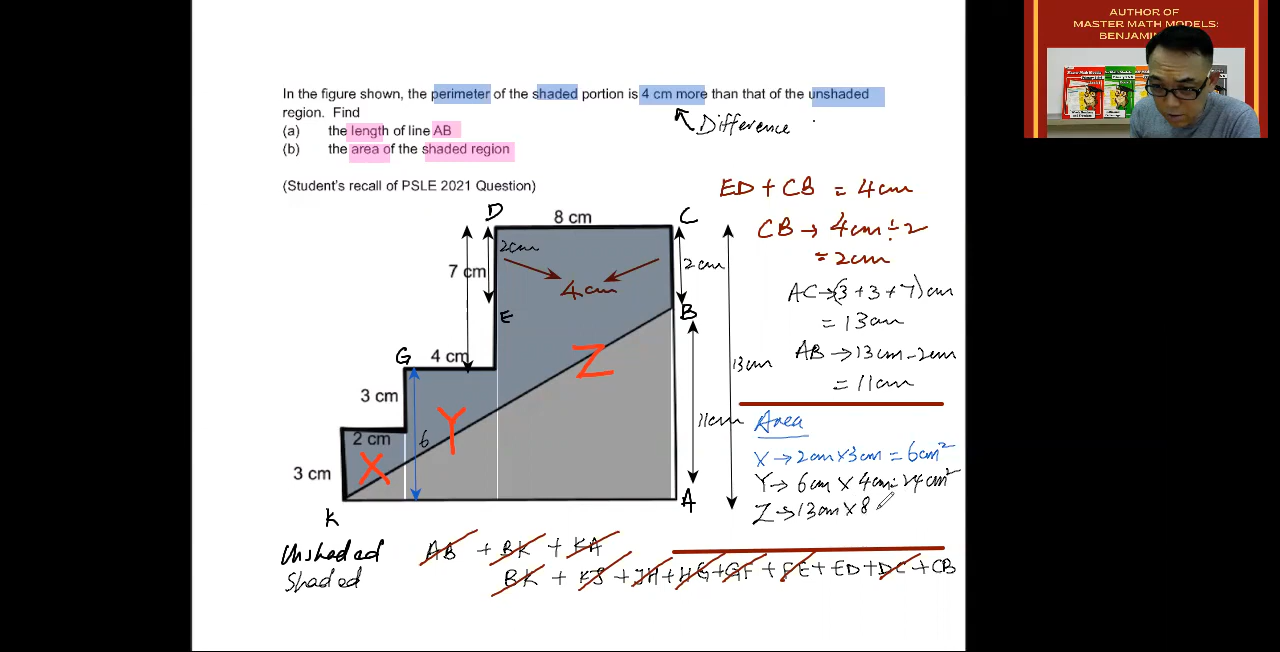 AUTHOR OF
MASTER MATH MODELS:
In the figure shown, the perimeter of the shaded portion is 4 cm more than that of the unshaded
region. Find
(a) the length of line AB
(b) the area of the shaded region
Difference
(Student's recall of PSLE 2021 Question)
ED + CB = 4cm
CB → 4cm ÷ 2
= 2cm
AC → (3 + 3 + 7) cm
= 13cm
AB → 13cm - 2cm
= 11cm
D
8 cm
C
2cm
7 cm
4cm
2cm
E
B
Z
G
4 cm
13cm
3 cm
Y
11cm
2 cm
6
X
3 cm
A
K
Area
X → 2cm × 3cm = 6cm²
Y → 6cm × 4cm = 24cm²
Z → 13cm × 8
Unshaded AB + BK + KA
Shaded BK + KJ + JH + HG + GF + FE + ED + DC + CB